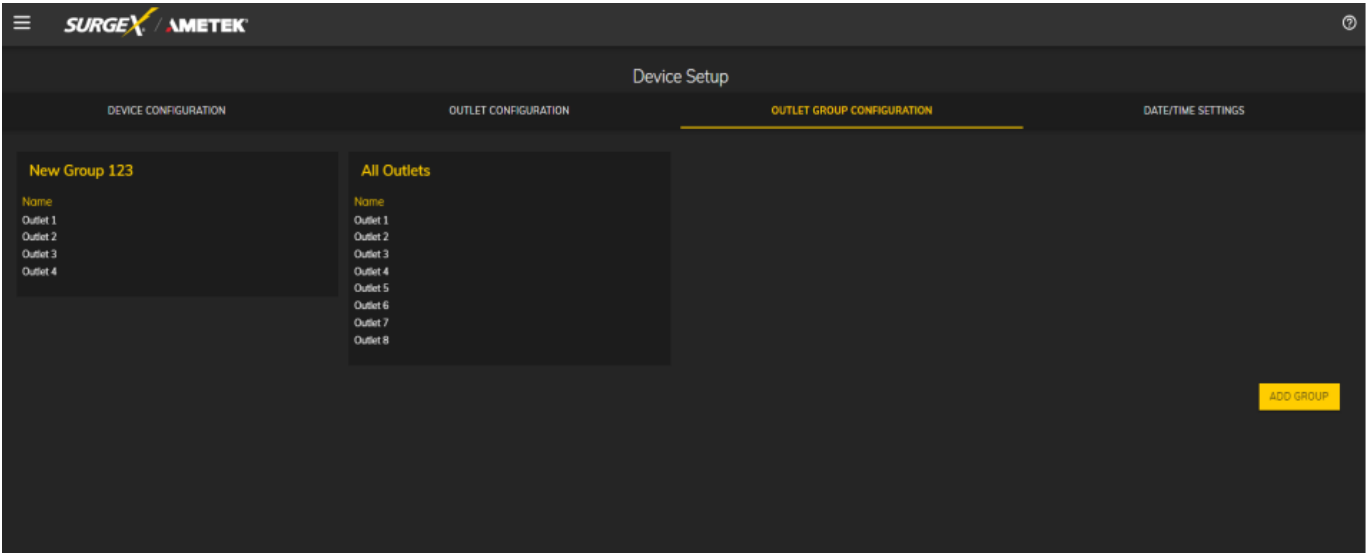 SURGEX / AMETEK
Device Setup
DEVICE CONFIGURATION
OUTLET CONFIGURATION
OUTLET GROUP CONFIGURATION
DATE/TIME SETTINGS
New Group 123
Name
Outlet 1
Outlet 2
Outlet 3
Outlet 4
All Outlets
Name
Outlet 1
Outlet 2
Outlet 3
Outlet 4
Outlet 5
Outlet 6
Outlet 7
Outlet 8
ADD GROUP